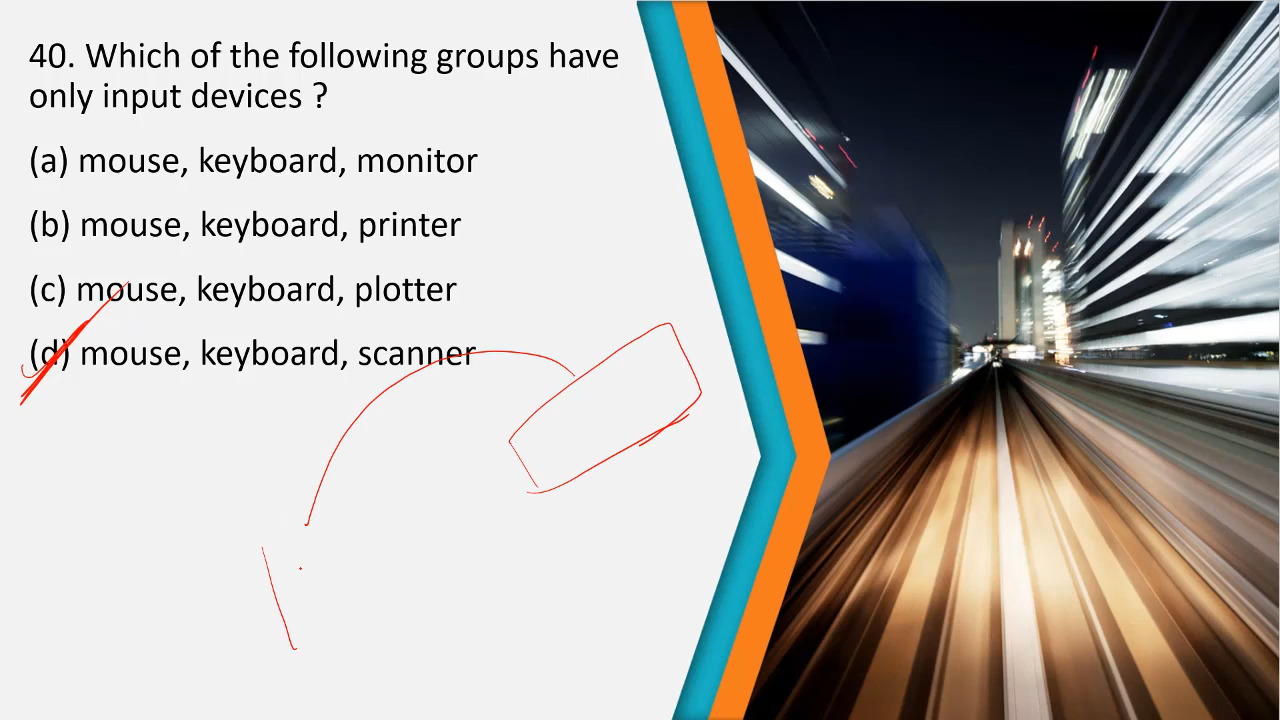 40. Which of the following groups have
only input devices ?
(a) mouse, keyboard, monitor
(b) mouse, keyboard, printer
(c) mouse, keyboard, plotter
(d) mouse, keyboard, scanner